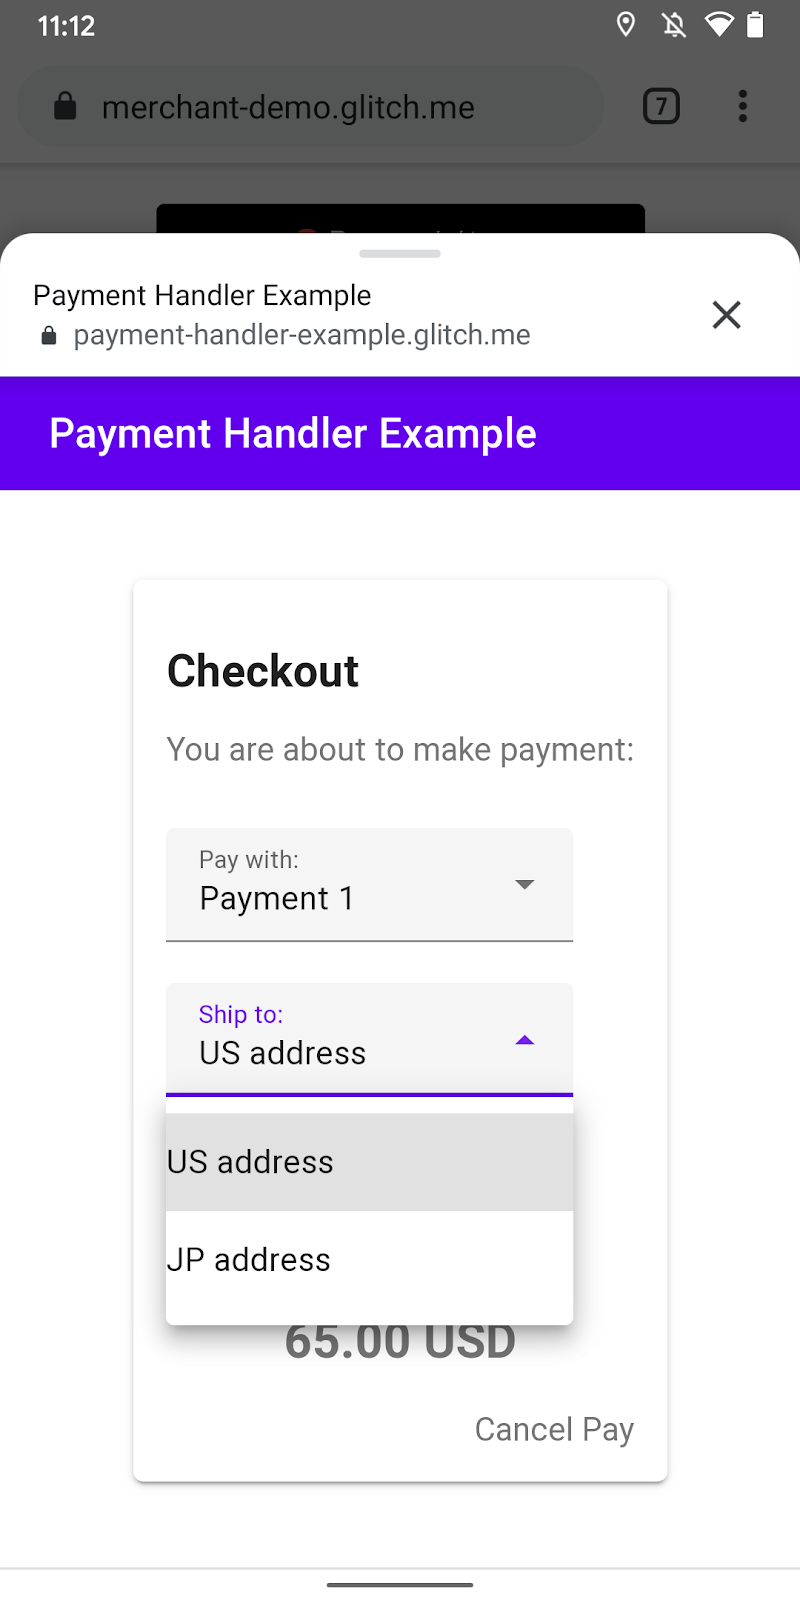 11:12
merchant-demo.glitch.me
7
Payment Handler Example
payment-handler-example.glitch.me
Payment Handler Example
Checkout
You are about to make payment:
Pay with:
Payment 1
Ship to:
US address
US address
JP address
65.00 USD
Cancel Pay